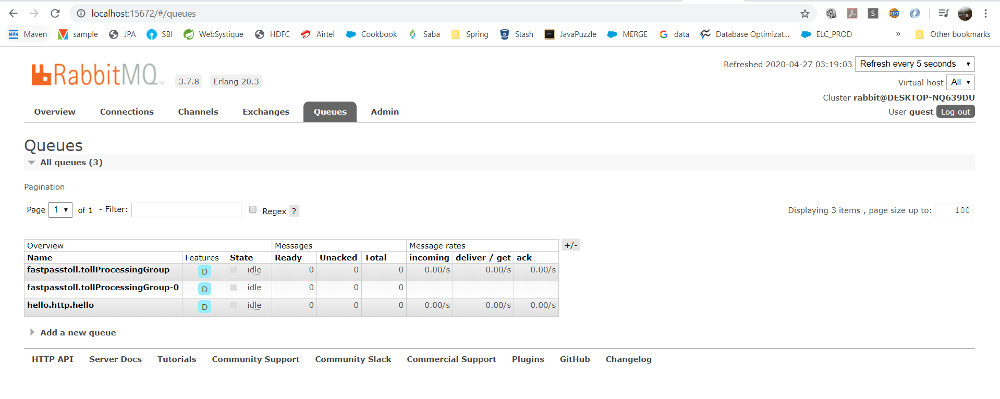 localhost:15672/#/queues
Maven sample JPA SBI WebSystique HDFC Airtel Cookbook Saba Spring Stash JavaPuzzle MERGE data Database Optimizat... ELC_PROD » Other bookmarks
RabbitMQ TM 3.7.8 Erlang 20.3
Refreshed 2020-04-27 03:19:03 Refresh every 5 seconds
Virtual host All
Cluster rabbit@DESKTOP-NQ639DU
User guest Log out
Overview Connections Channels Exchanges Queues Admin
Queues
All queues (3)
Pagination
Page 1 of 1 - Filter: Regex ? Displaying 3 items , page size up to: 100
Overview Messages Message rates +/-
Name Features State Ready Unacked Total incoming deliver / get ack
fastpasstoll.tollProcessingGroup D idle 0 0 0 0.00/s 0.00/s 0.00/s
fastpasstoll.tollProcessingGroup-0 D idle 0 0 0
hello.http.hello D idle 0 0 0 0.00/s 0.00/s 0.00/s
Add a new queue
HTTP API Server Docs Tutorials Community Support Community Slack Commercial Support Plugins GitHub Changelog